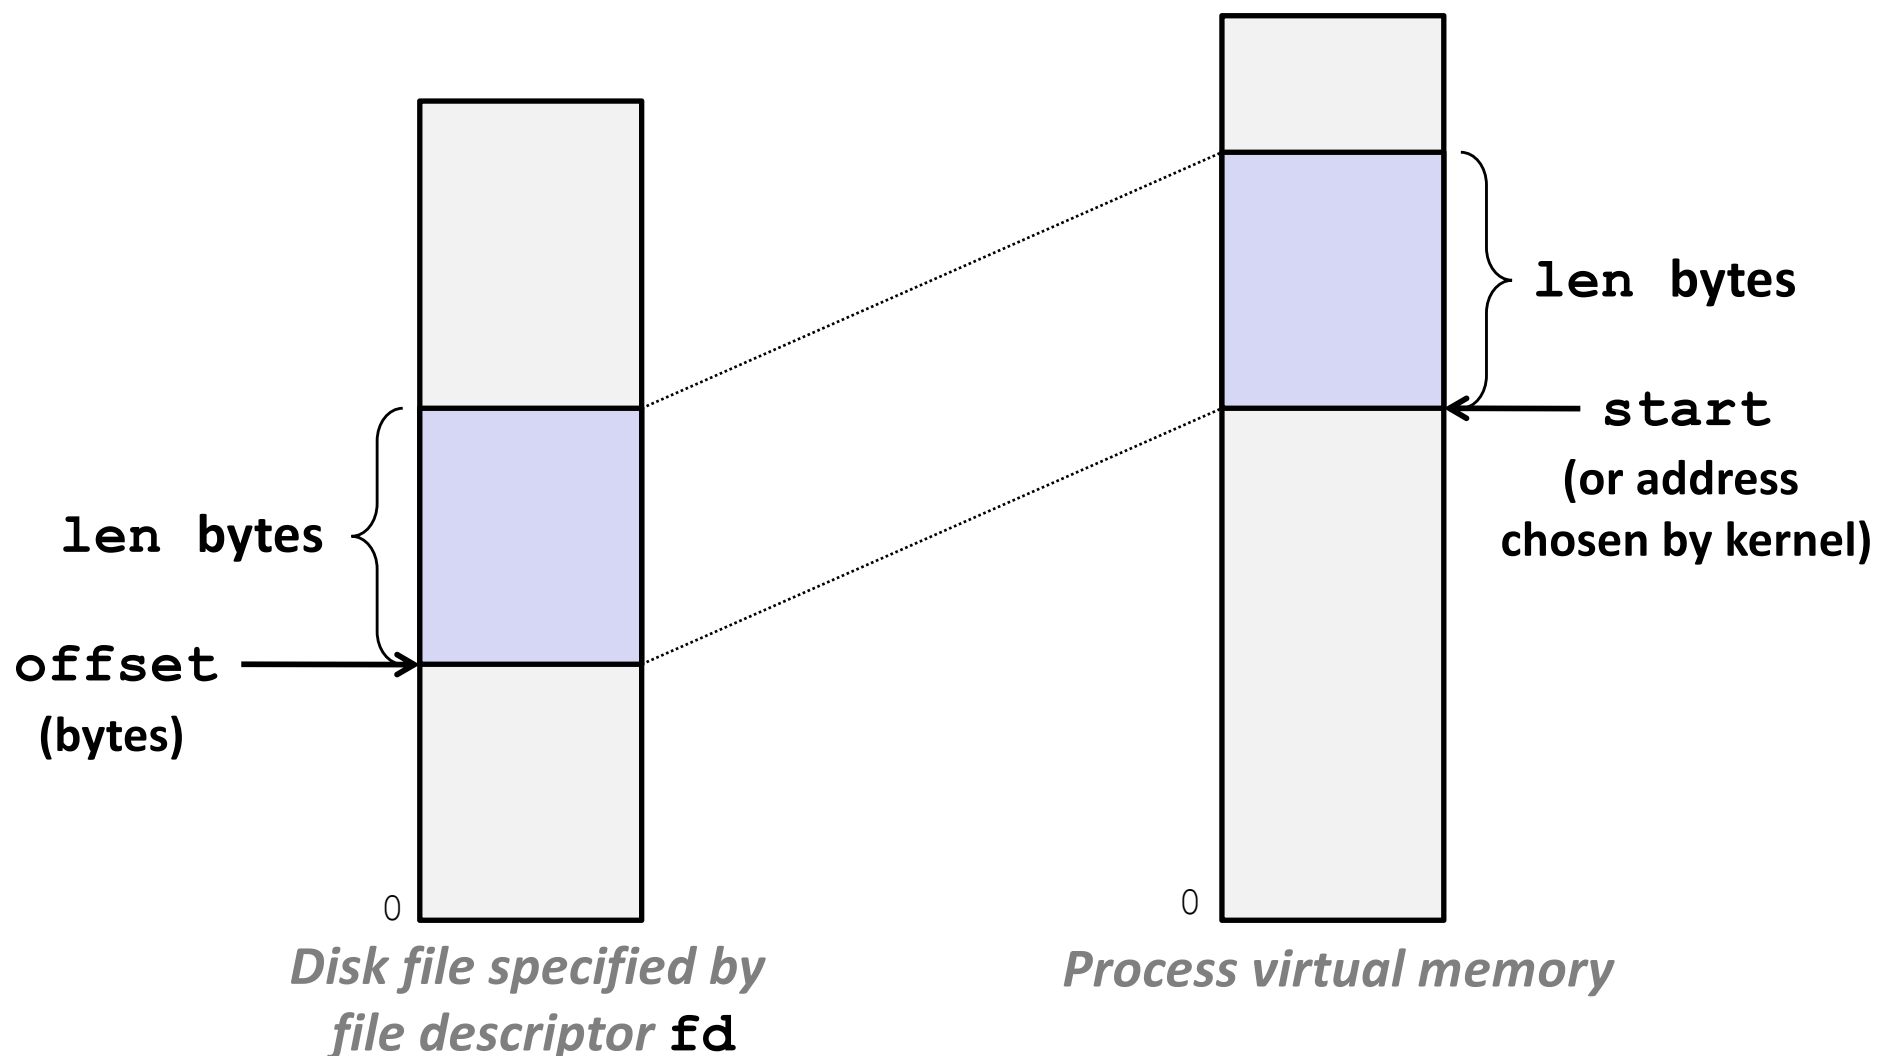 len bytes
start
(or address
chosen by kernel)
len bytes
offset
(bytes)
0
0
Disk file specified by
file descriptor fd
Process virtual memory